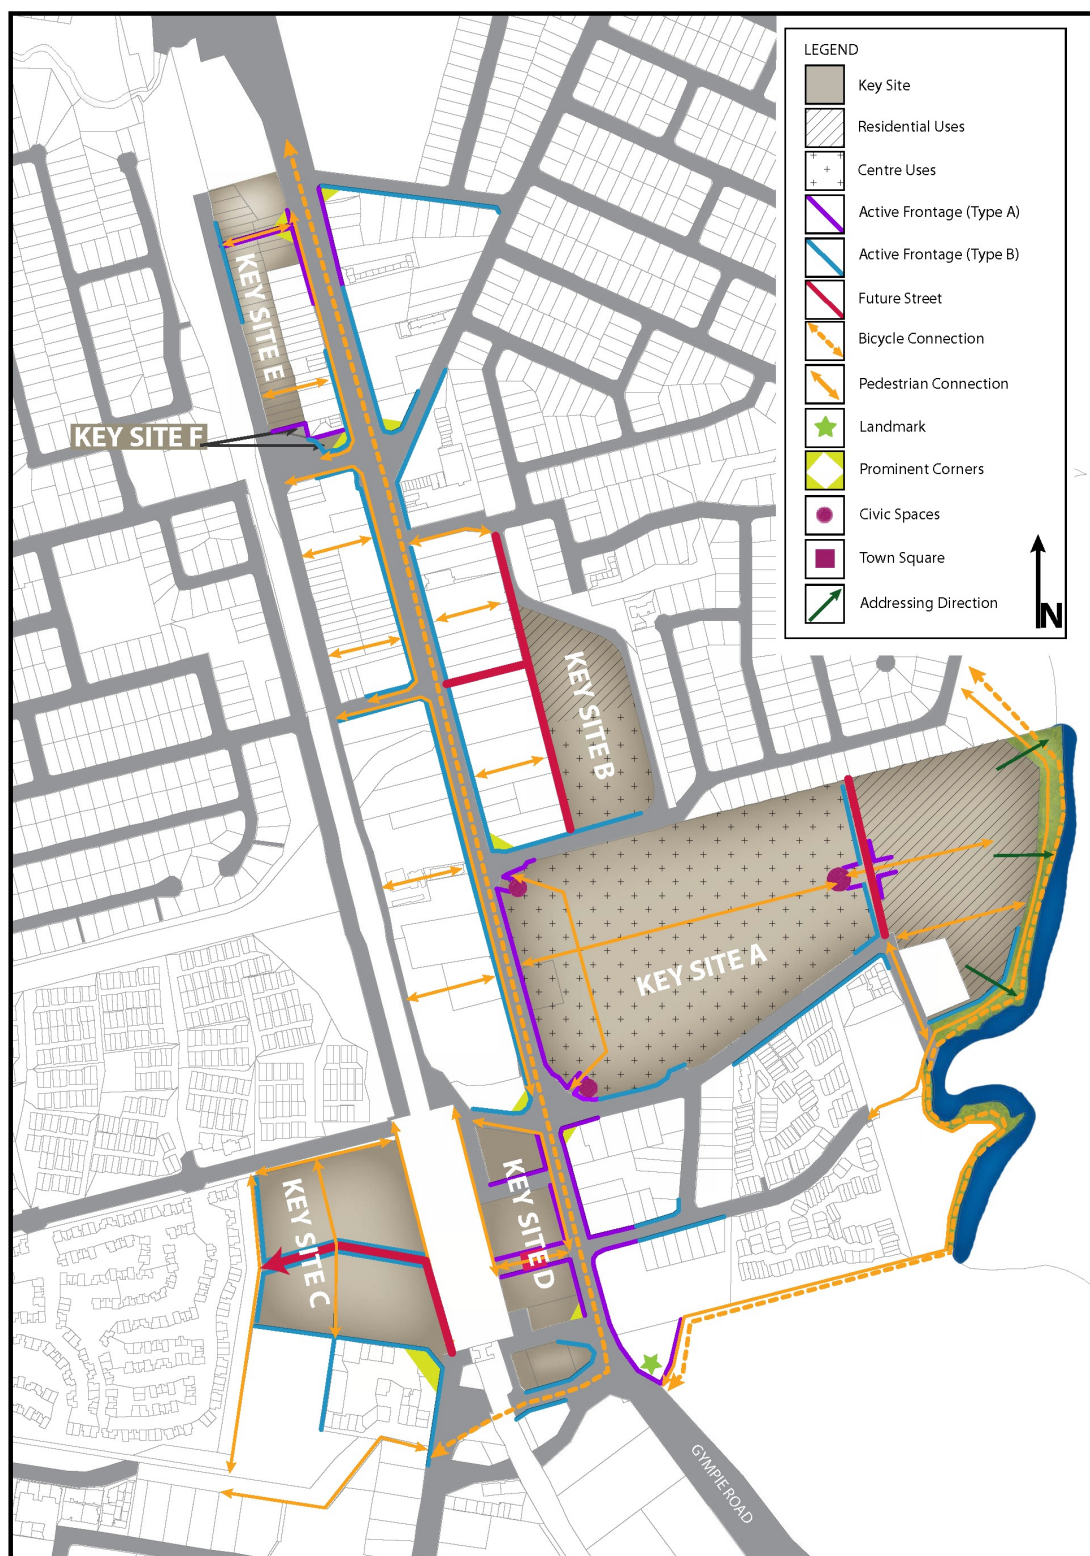 LEGEND
Key Site
Residential Uses
Centre Uses
Active Frontage (Type A)
Active Frontage (Type B)
Future Street
Bicycle Connection
Pedestrian Connection
Landmark
Prominent Corners
Civic Spaces
Town Square
Addressing Direction
N
KEY SITE E
KEY SITE F
KEY SITE B
KEY SITE A
KEY SITE C
KEY SITE D
GYMPIE ROAD